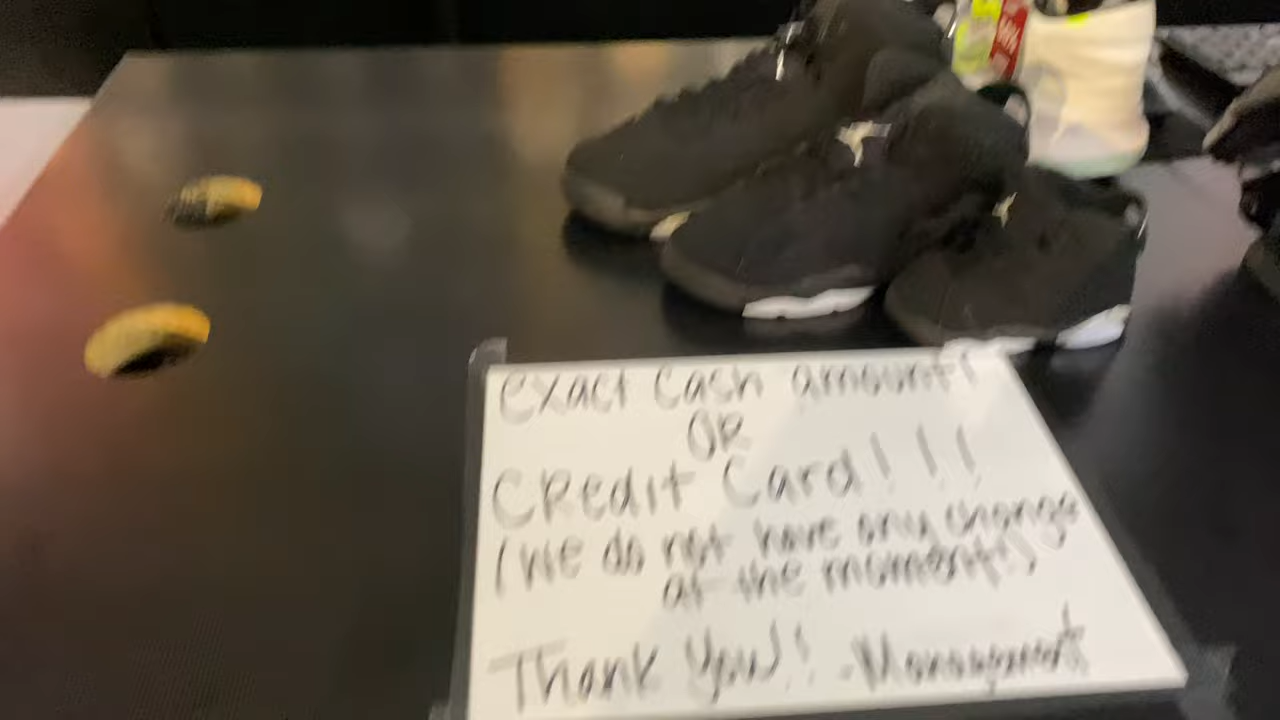 Exact Cash amount!
OR
Credit Card!!!
(We do not have any change
at the moment!)
Thank You!! -Management